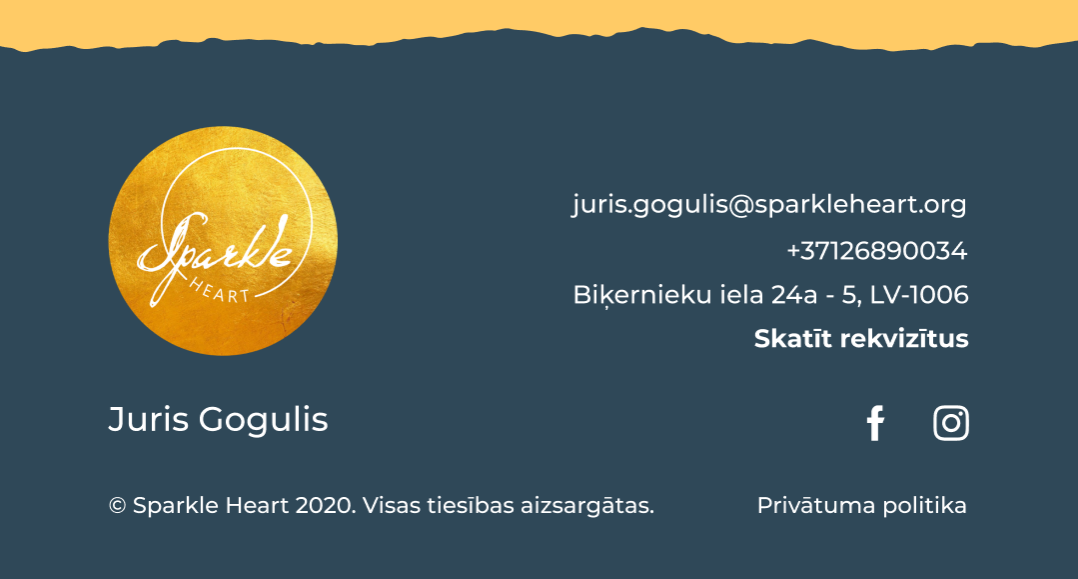 Sparkle
HEART
juris.gogulis@sparkleheart.org
+37126890034
Biķernieku iela 24a - 5, LV-1006
Skatīt rekvizītus
Juris Gogulis
© Sparkle Heart 2020. Visas tiesības aizsargātas.
Privātuma politika